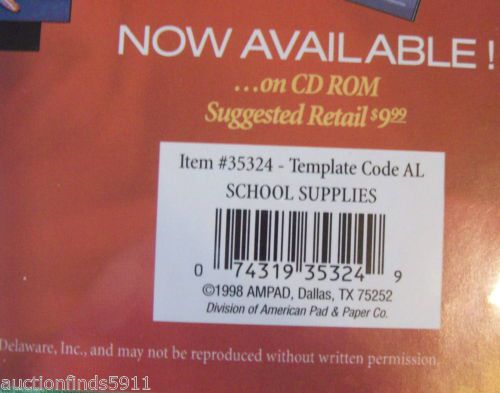 NOW AVAILABLE!
...on CD ROM
Suggested Retail $9.99
Item #35324 - Template Code AL
SCHOOL SUPPLIES
0 74319 35324 9
©1998 AMPAD, Dallas, TX 75252
Division of American Pad & Paper Co.
Delaware, Inc., and may not be reproduced without written permission.
auctionfinds5911